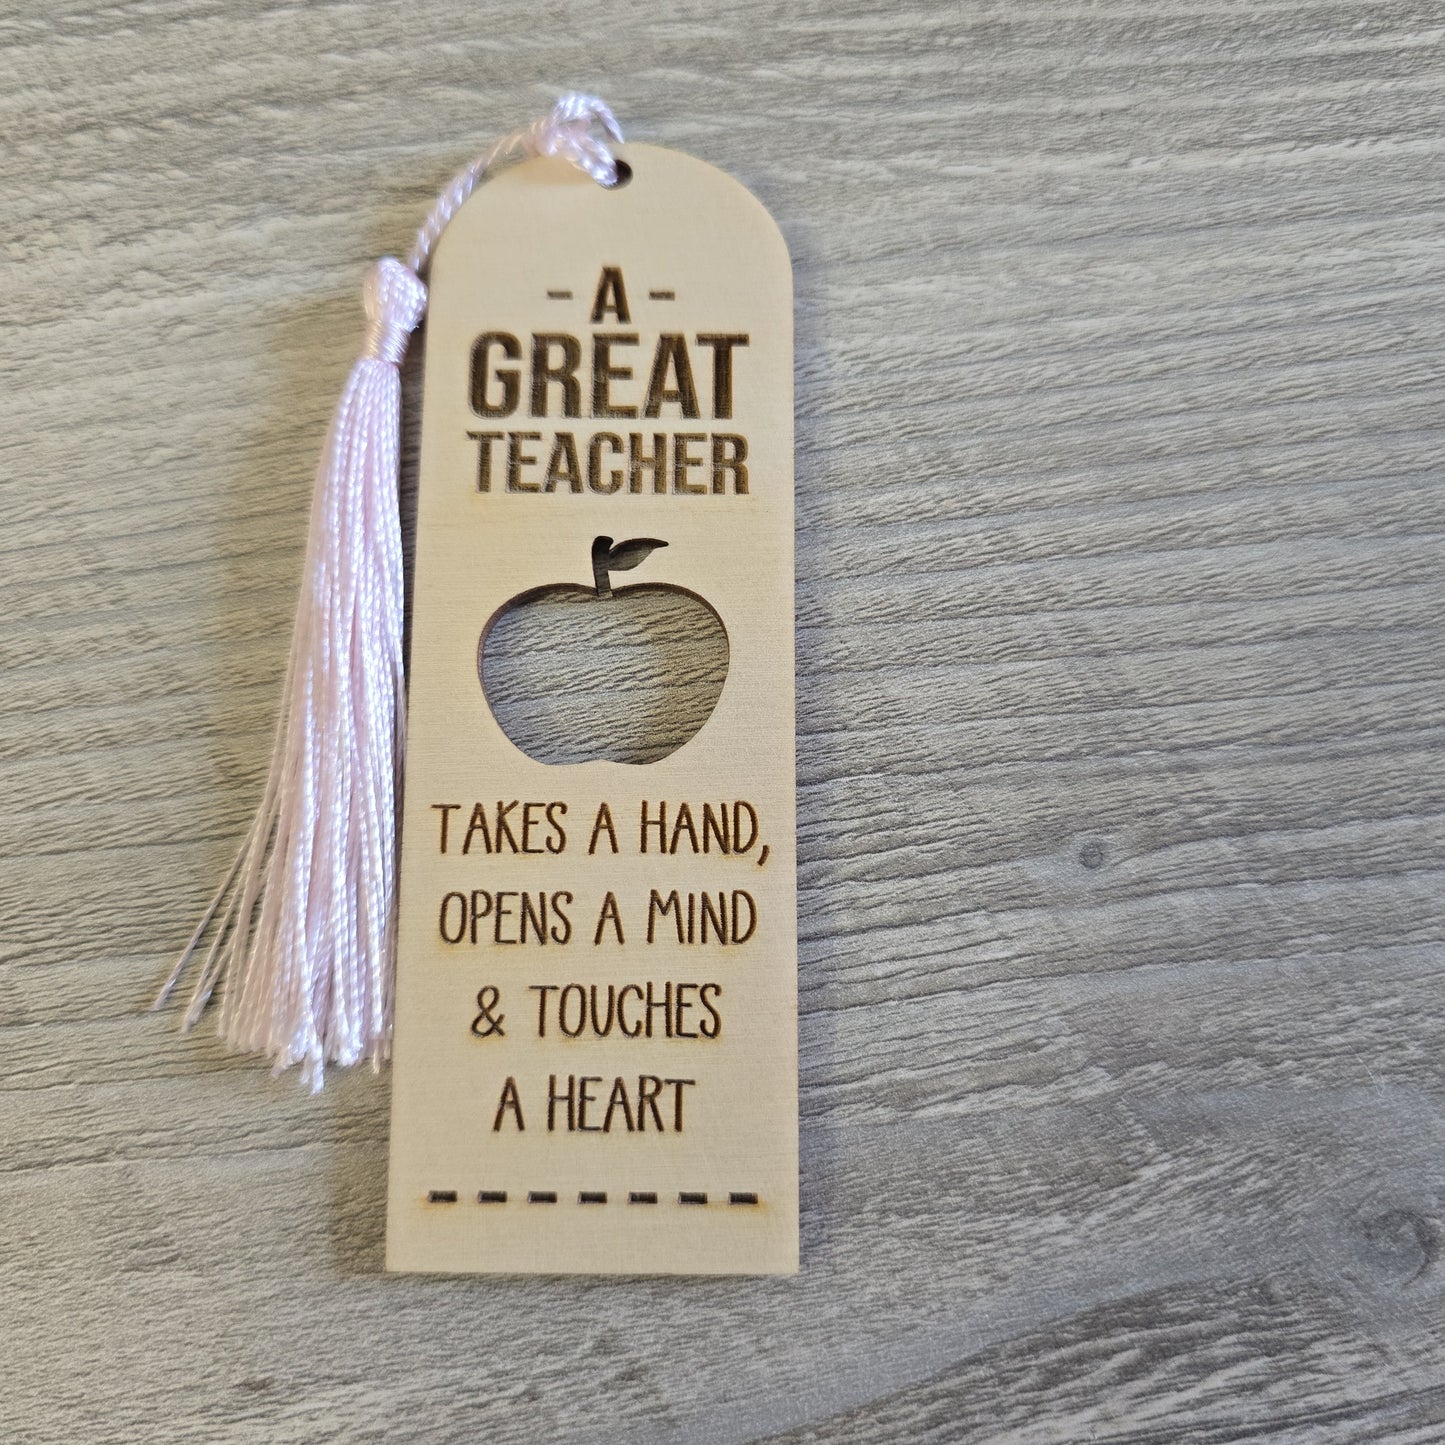 - A -
GREAT
TEACHER
TAKES A HAND,
OPENS A MIND
& TOUCHES
A HEART